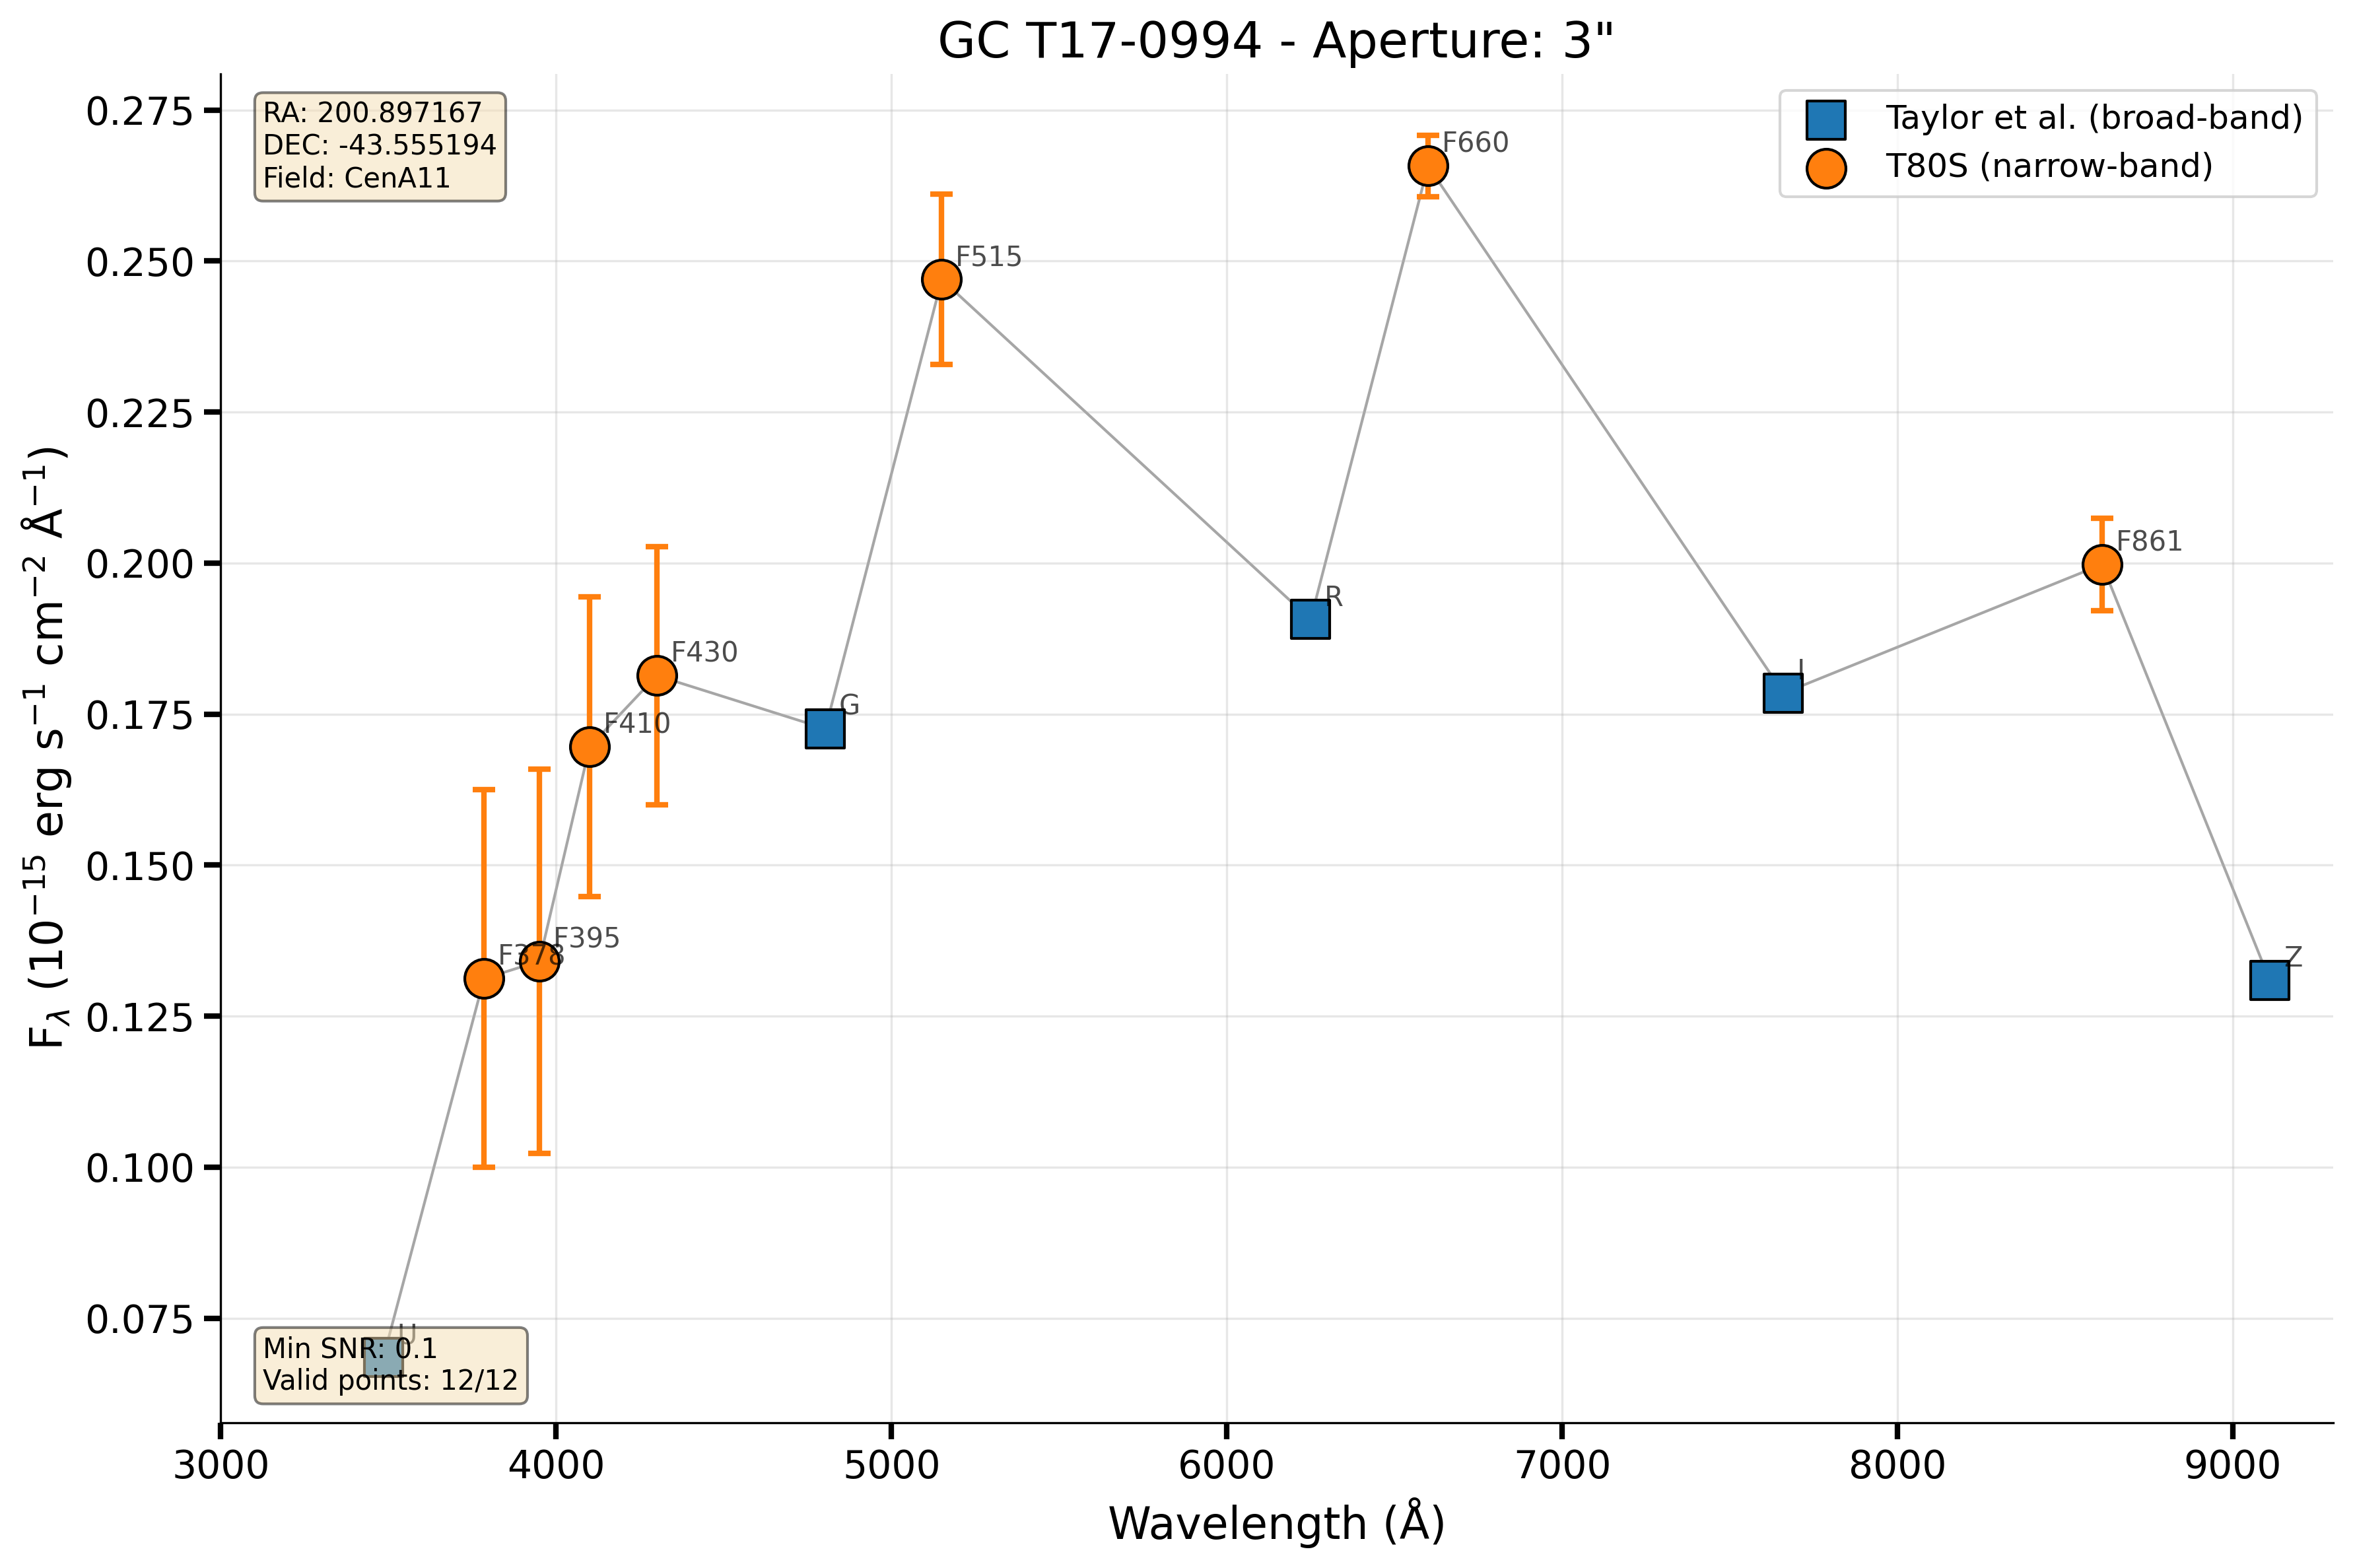 GC T17-0994 - Aperture: 3"
RA: 200.897167
DEC: -43.555194
Field: CenA11
Taylor et al. (broad-band)
T80S (narrow-band)
F660
F515
F861
R
F430
I
G
F410
F395
F378
Z
U
Min SNR: 0.1
Valid points: 12/12
0.275
0.250
0.225
0.200
0.175
0.150
0.125
0.100
0.075
F𝜆 (10⁻¹⁵ erg s⁻¹ cm⁻² Å⁻¹)
3000 4000 5000 6000 7000 8000 9000
Wavelength (Å)